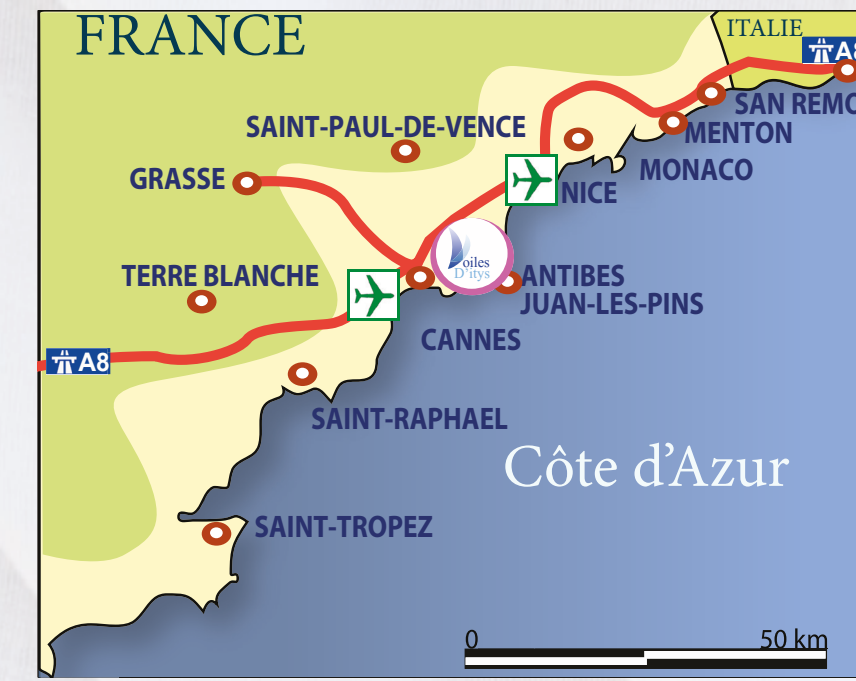 FRANCE
ITALIE
A8
SAN REMO
SAINT-PAUL-DE-VENCE
MENTON
MONACO
GRASSE
NICE
oiles
D'itys
TERRE BLANCHE
ANTIBES
JUAN-LES-PINS
CANNES
A8
SAINT-RAPHAEL
Côte d'Azur
SAINT-TROPEZ
0 50 km